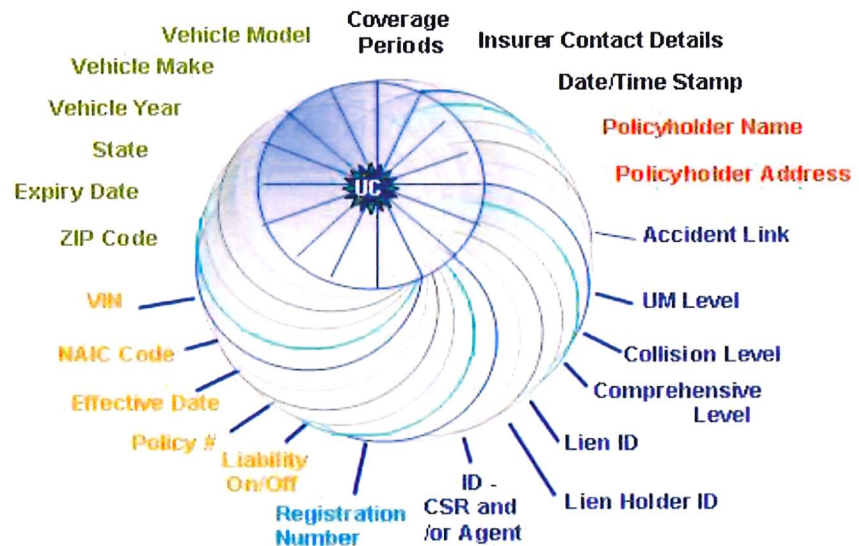 Vehicle Model
Coverage
Periods
Insurer Contact Details
Vehicle Make
Date/Time Stamp
Vehicle Year
Policyholder Name
State
Policyholder Address
Expiry Date
UC
ZIP Code
Accident Link
VIN
UM Level
NAIC Code
Collision Level
Effective Date
Comprehensive
Level
Policy #
Lien ID
Liability
On/Off
ID -
CSR and
/or Agent
Lien Holder ID
Registration
Number